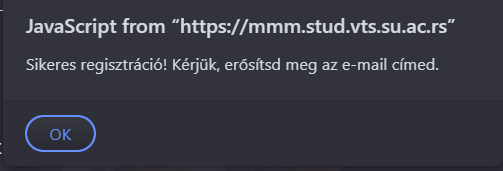 JavaScript from “https://mmm.stud.vts.su.ac.rs”
Sikeres regisztráció! Kérjük, erősítsd meg az e-mail címed.
OK